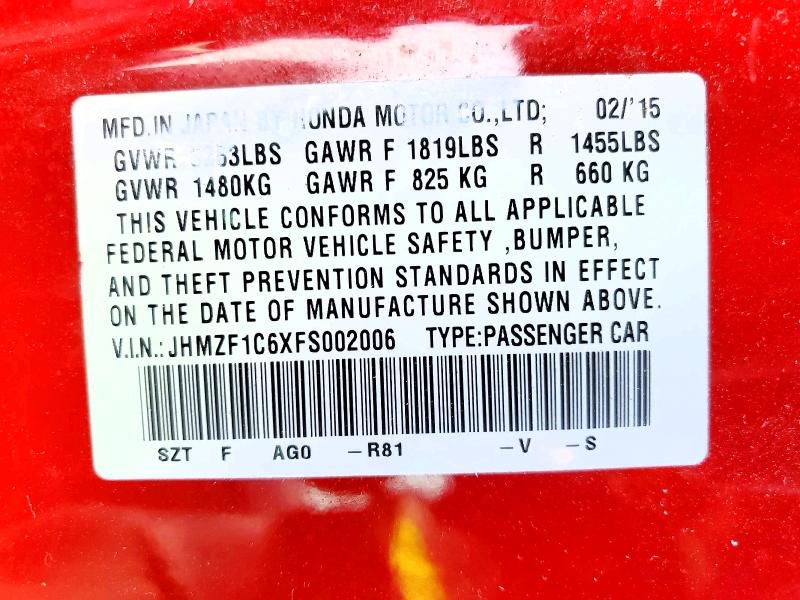 MFD.IN JAPAN BY HONDA MOTOR CO.,LTD; 02/'15
GVWR 3263LBS GAWR F 1819LBS R 1455LBS
GVWR 1480KG GAWR F 825 KG R 660 KG
THIS VEHICLE CONFORMS TO ALL APPLICABLE
FEDERAL MOTOR VEHICLE SAFETY ,BUMPER,
AND THEFT PREVENTION STANDARDS IN EFFECT
ON THE DATE OF MANUFACTURE SHOWN ABOVE.
V.I.N.: JHMZF1C6XFS002006 TYPE:PASSENGER CAR
SZT F AG0 -R81 -V -S